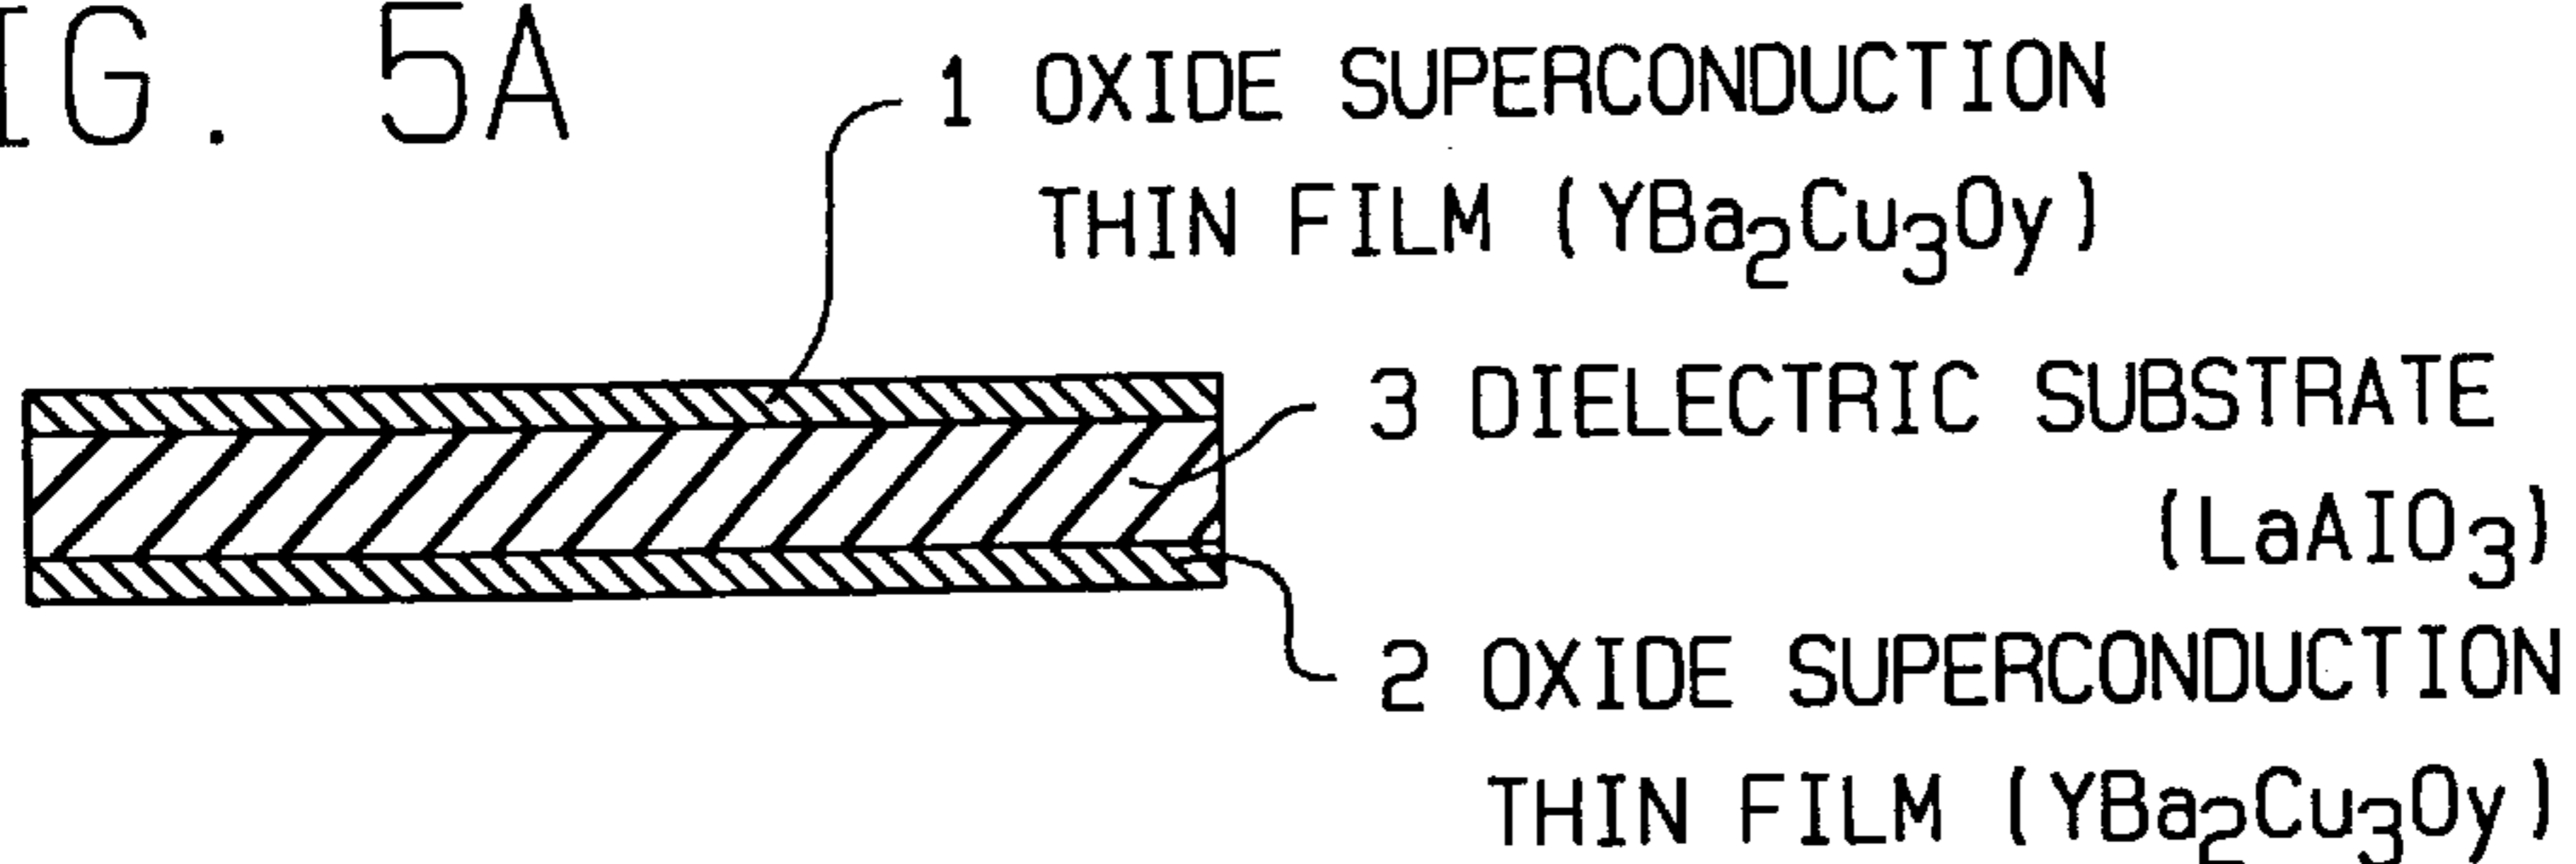 IG. 5A
1 OXIDE SUPERCONDUCTION
THIN FILM (YBa₂Cu₃Oy)
3 DIELECTRIC SUBSTRATE
(LaAlO₃)
2 OXIDE SUPERCONDUCTION
THIN FILM (YBa₂Cu₃Oy)